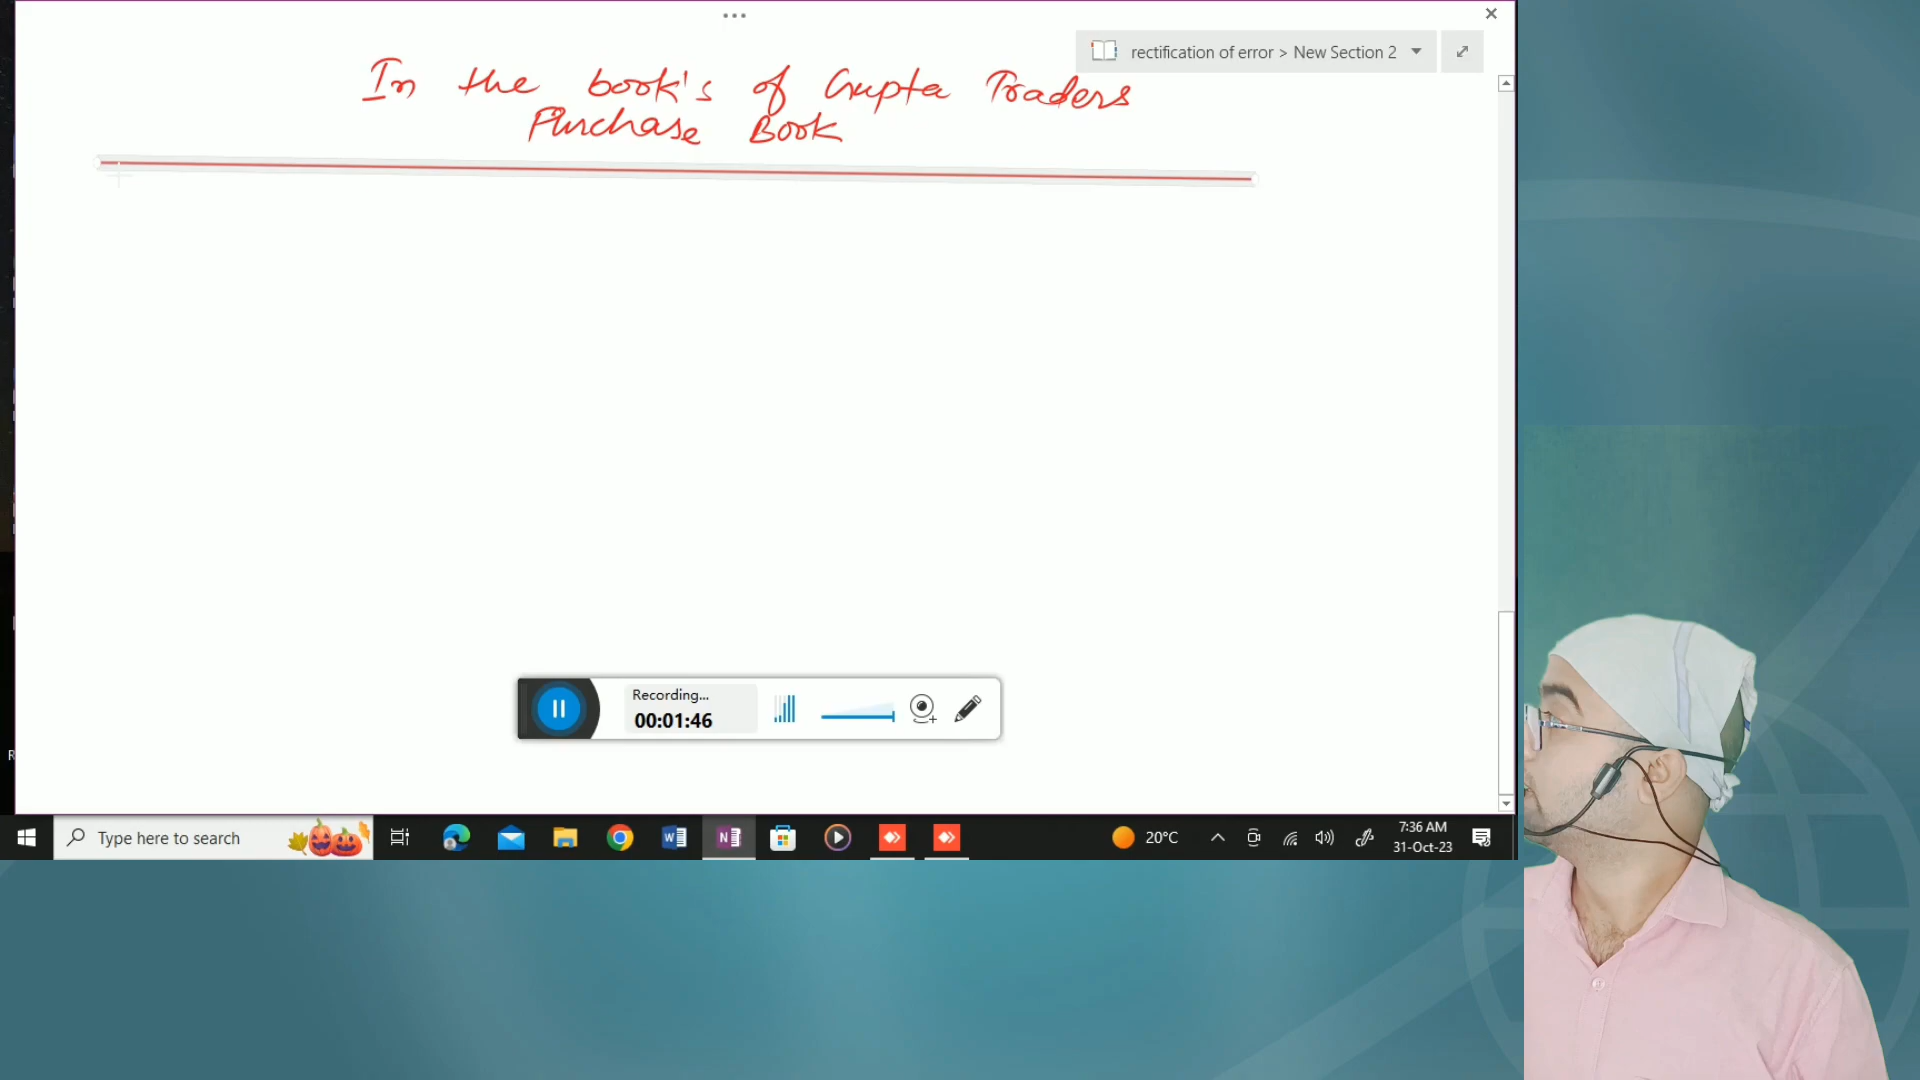 rectification of error > New Section 2
In the book's of Gupta Traders
Purchase Book
Recording...
00:01:46
R
Type here to search
20°C
7:36 AM
31-Oct-23